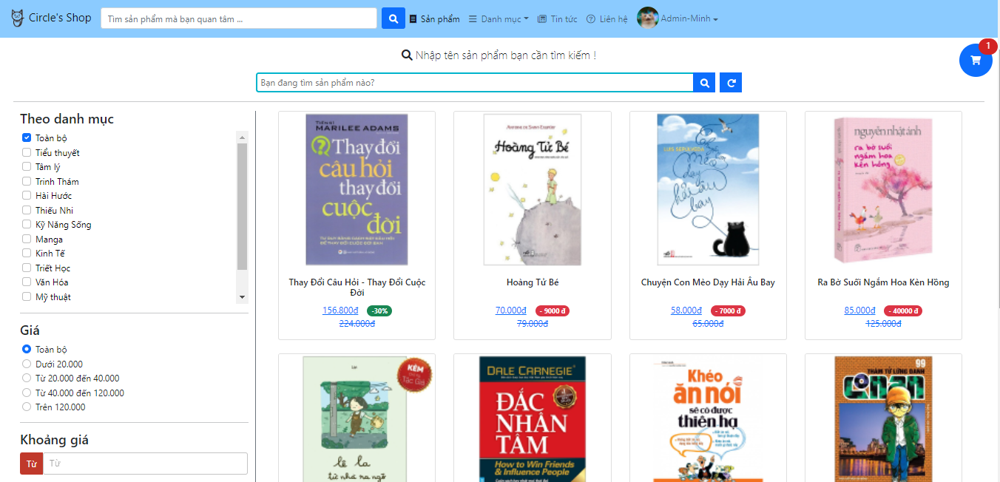 Circle's Shop
Tìm sản phẩm mà bạn quan tâm ...
Sản phẩm
Danh mục
Tin tức
Liên hệ
Admin-Minh
Nhập tên sản phẩm bạn cần tìm kiếm !
1
Bạn đang tìm sản phẩm nào?
Theo danh mục
Toàn bộ
Tiểu thuyết
Tâm lý
Trinh Thám
Hài Hước
Thiếu Nhi
Kỹ Năng Sống
Manga
Kinh Tế
Triết Học
Văn Hóa
Mỹ thuật
Giá
Toàn bộ
Dưới 20.000
Từ 20.000 đến 40.000
Từ 40.000 đến 120.000
Trên 120.000
Khoảng giá
Từ
Từ
TIẾN SĨ
MARILEE ADAMS
Thay đổi
câu hỏi
thay đổi
cuộc
đời
Thay Đổi Câu Hỏi - Thay Đổi Cuộc
Đời
156.800đ
-30%
224.000đ
Hoàng Tử Bé
Hoàng Tử Bé
70.000đ
- 9000 đ
79.000đ
LUIS SEPÚLVEDA
Chuyện Con Mèo Dạy Hải Âu Bay
58.000đ
- 7000 đ
65.000đ
nguyễn nhật ánh
ra bờ suối
ngắm hoa
kèn hồng
Ra Bờ Suối Ngắm Hoa Kèn Hồng
85.000đ
- 40000 đ
125.000đ
KÈM
Tác Giả
lê la
từ nhà ra ngõ
DALE CARNEGIE
ĐẮC
NHÂN
TÂM
How to Win Friends
& Influence People
Khéo
ăn nói
sẽ có được
thiên hạ
99
THÁM TỬ LỪNG DANH
Conan